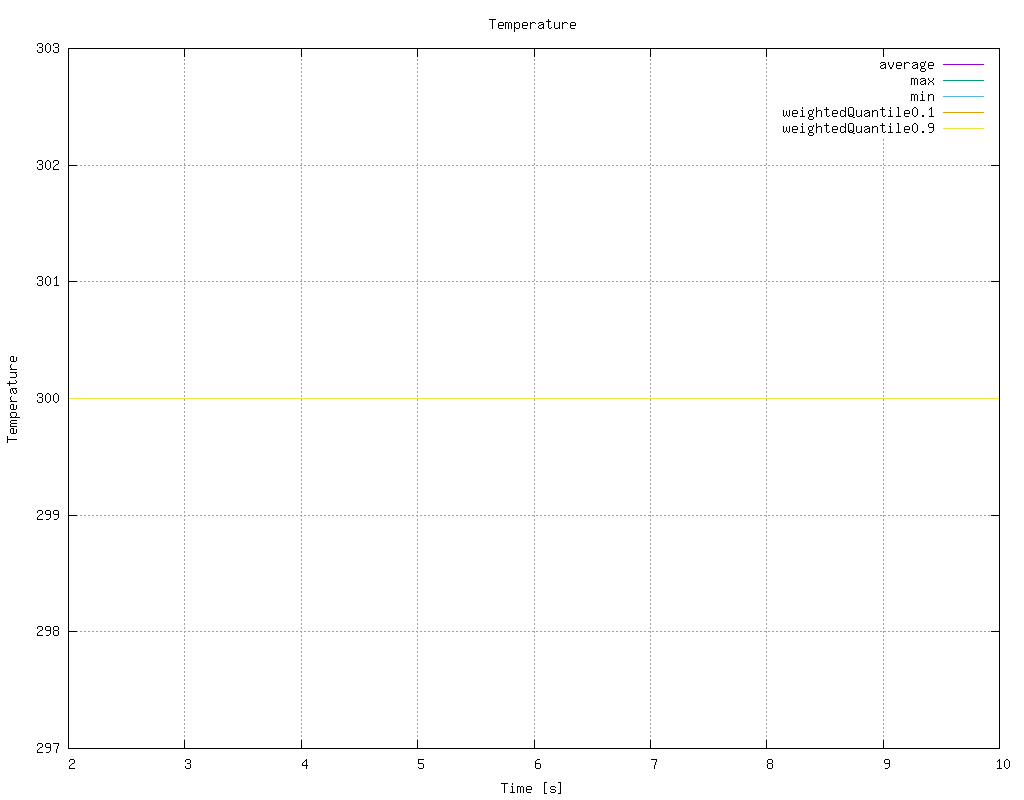 Temperature
303
302
301
300
299
298
297
average
max
min
weightedQuantile0.1
weightedQuantile0.9
Temperature
2 3 4 5 6 7 8 9 10
Time [s]